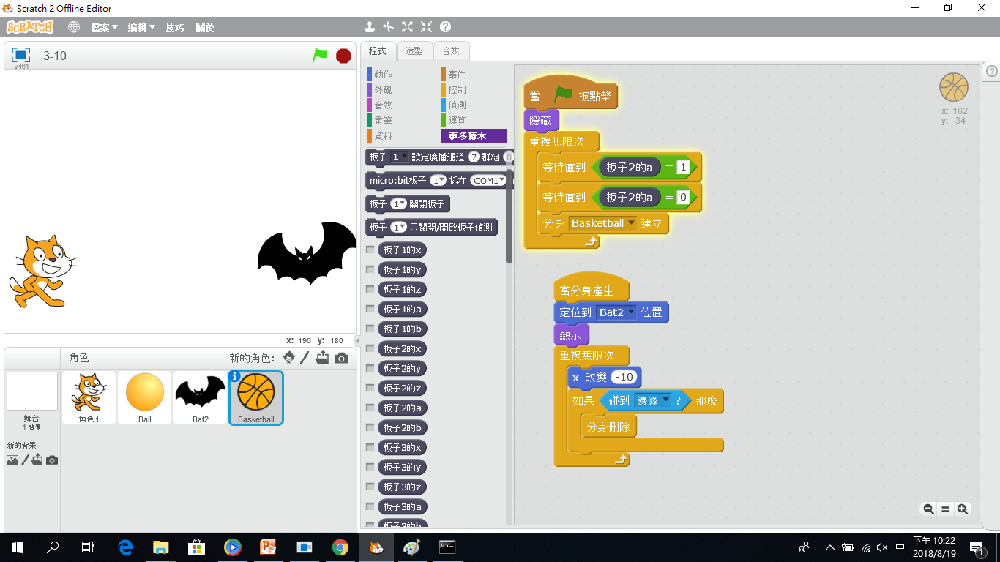 Scratch 2 Offline Editor
SCRATCH 檔案 編輯 技巧 關於
v461
3-10
程式 造型 音效
動作 事件
外觀 控制
音效 偵測
畫筆 運算
資料 更多積木
板子 1 設定廣播通道 7 群組 0
micro:bit板子 1 插在 COM1
板子 1 關閉板子
板子 1 只關閉/開啟板子偵測
板子1的x
板子1的y
板子1的z
板子1的a
板子1的b
板子2的x
板子2的y
板子2的z
板子2的a
板子2的b
板子3的x
板子3的y
板子3的z
板子3的a
板子3的b
當 被點擊
隱藏
重複無限次
等待直到 板子2的a = 1
等待直到 板子2的a = 0
分身 Basketball 建立
當分身產生
定位到 Bat2 位置
顯示
重複無限次
x 改變 -10
如果 碰到 邊緣 ? 那麼
分身刪除
x: 162
y: -34
x: 196 y: 180
角色 新的角色:
舞台
1 背景
新的背景
角色1
Ball
Bat2
Basketball
中
下午 10:22
2018/8/19
1